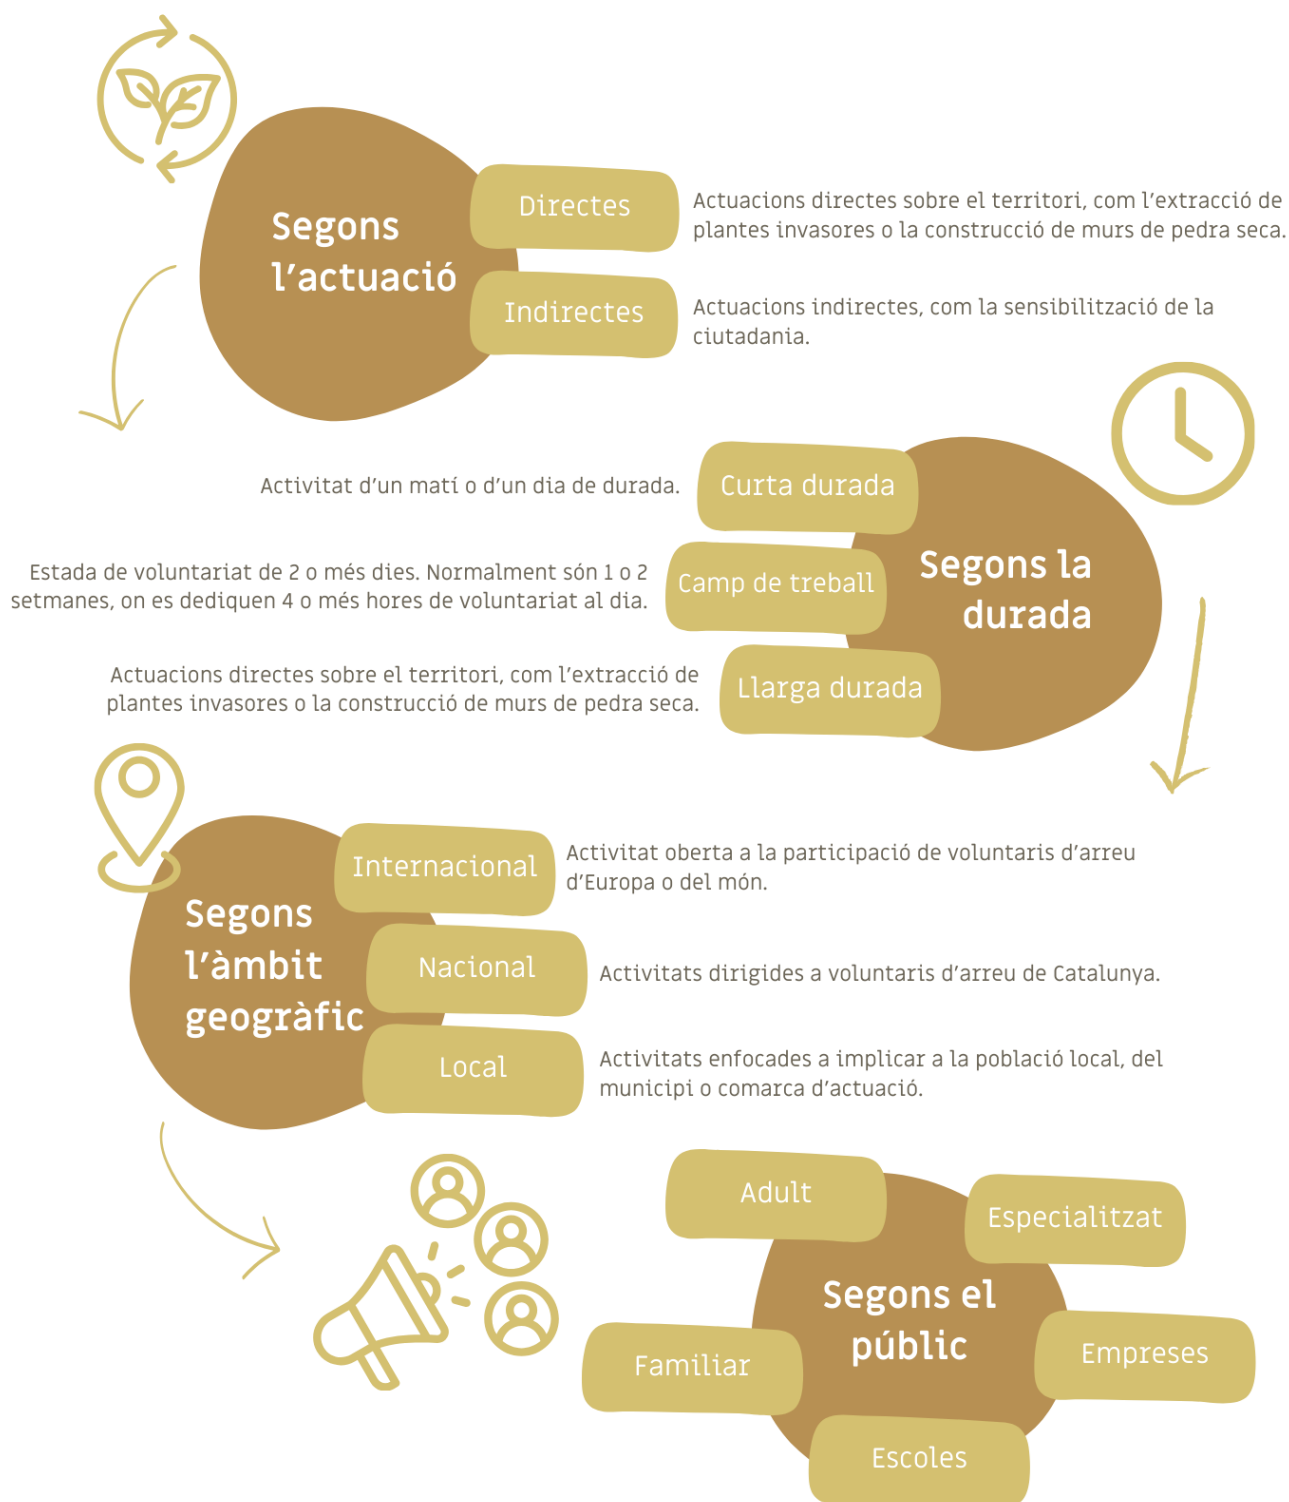 Segons
l'actuació
Directes
Actuacions directes sobre el territori, com l'extracció de
plantes invasores o la construcció de murs de pedra seca.
Indirectes
Actuacions indirectes, com la sensibilització de la
ciutadania.
Segons la
durada
Curta durada
Activitat d'un matí o d'un dia de durada.
Camp de treball
Estada de voluntariat de 2 o més dies. Normalment són 1 o 2
setmanes, on es dediquen 4 o més hores de voluntariat al dia.
Llarga durada
Actuacions directes sobre el territori, com l'extracció de
plantes invasores o la construcció de murs de pedra seca.
Segons
l'àmbit
geogràfic
Internacional
Activitat oberta a la participació de voluntaris d'arreu
d'Europa o del món.
Nacional
Activitats dirigides a voluntaris d'arreu de Catalunya.
Local
Activitats enfocades a implicar a la població local, del
municipi o comarca d'actuació.
Segons el
públic
Adult
Especialitzat
Familiar
Empreses
Escoles